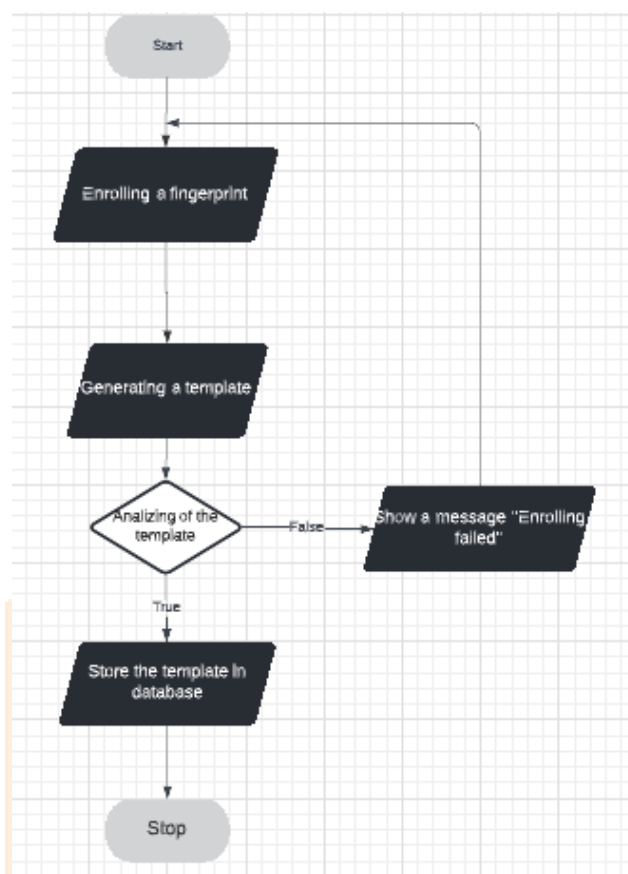 Start
Enrolling a fingerprint
Generating a template
Analizing of the
template
False
Show a message "Enrolling
failed"
True
Store the template in
database
Stop